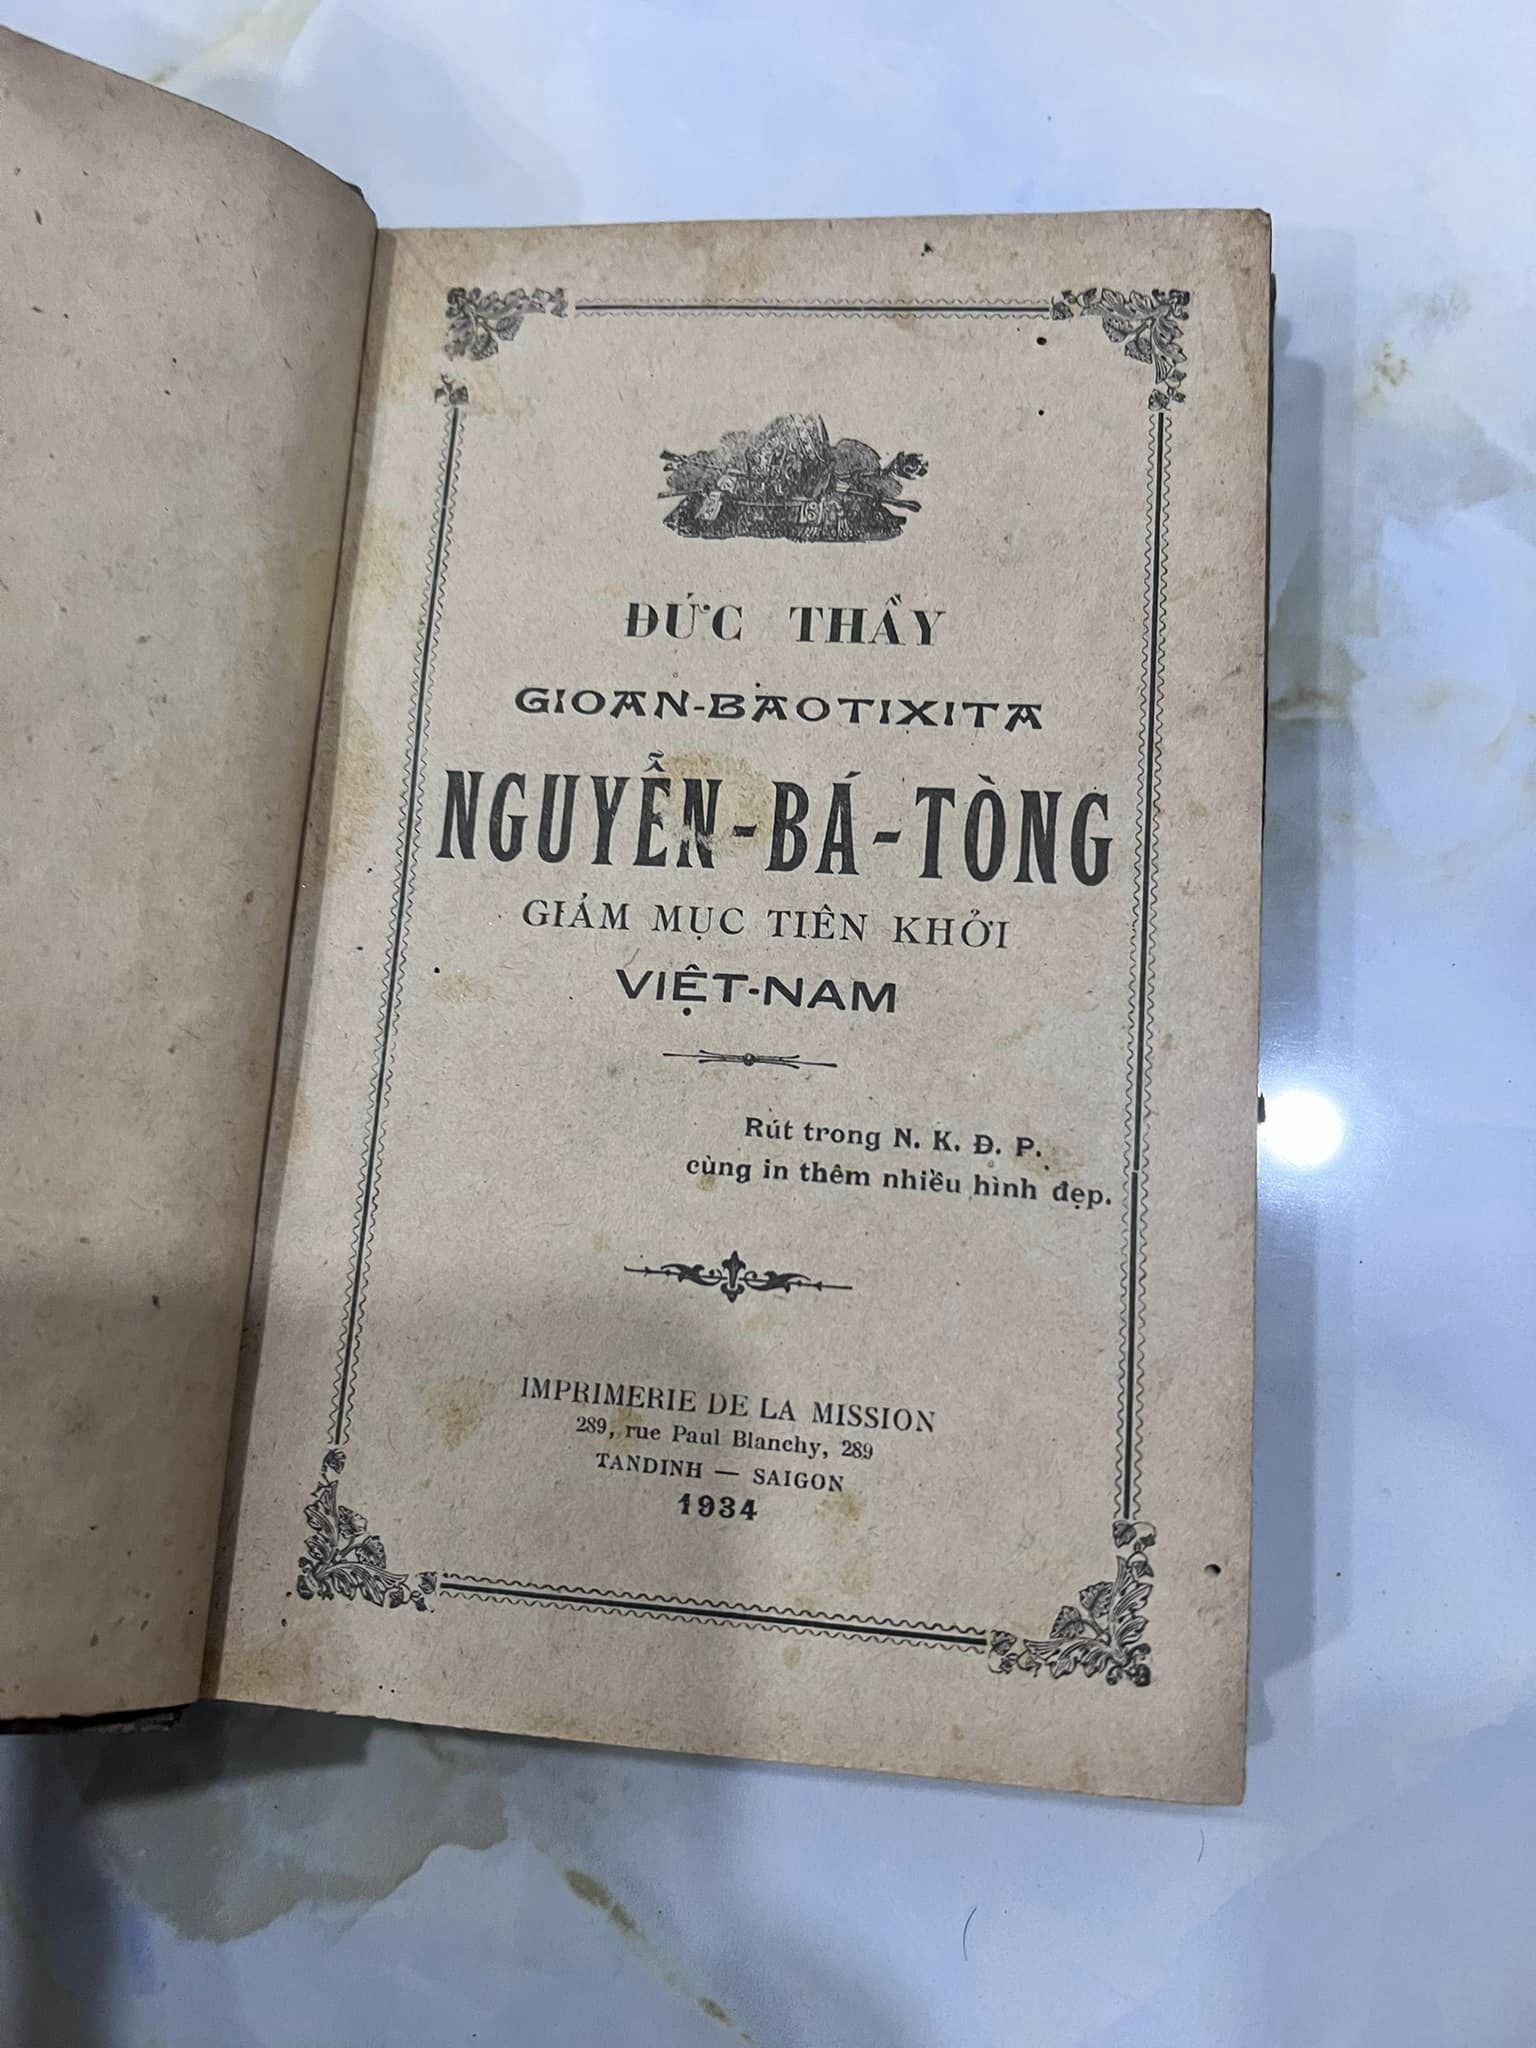 ĐỨC THẦY
GIOAN-BAOTIXITA
NGUYỄN-BÁ-TÒNG
GIÁM MỤC TIÊN KHỞI
VIỆT-NAM
Rút trong N. K. Đ. P.
cùng in thêm nhiều hình đẹp.
IMPRIMERIE DE LA MISSION
289, rue Paul Blanchy, 289
TANDINH — SAIGON
1934